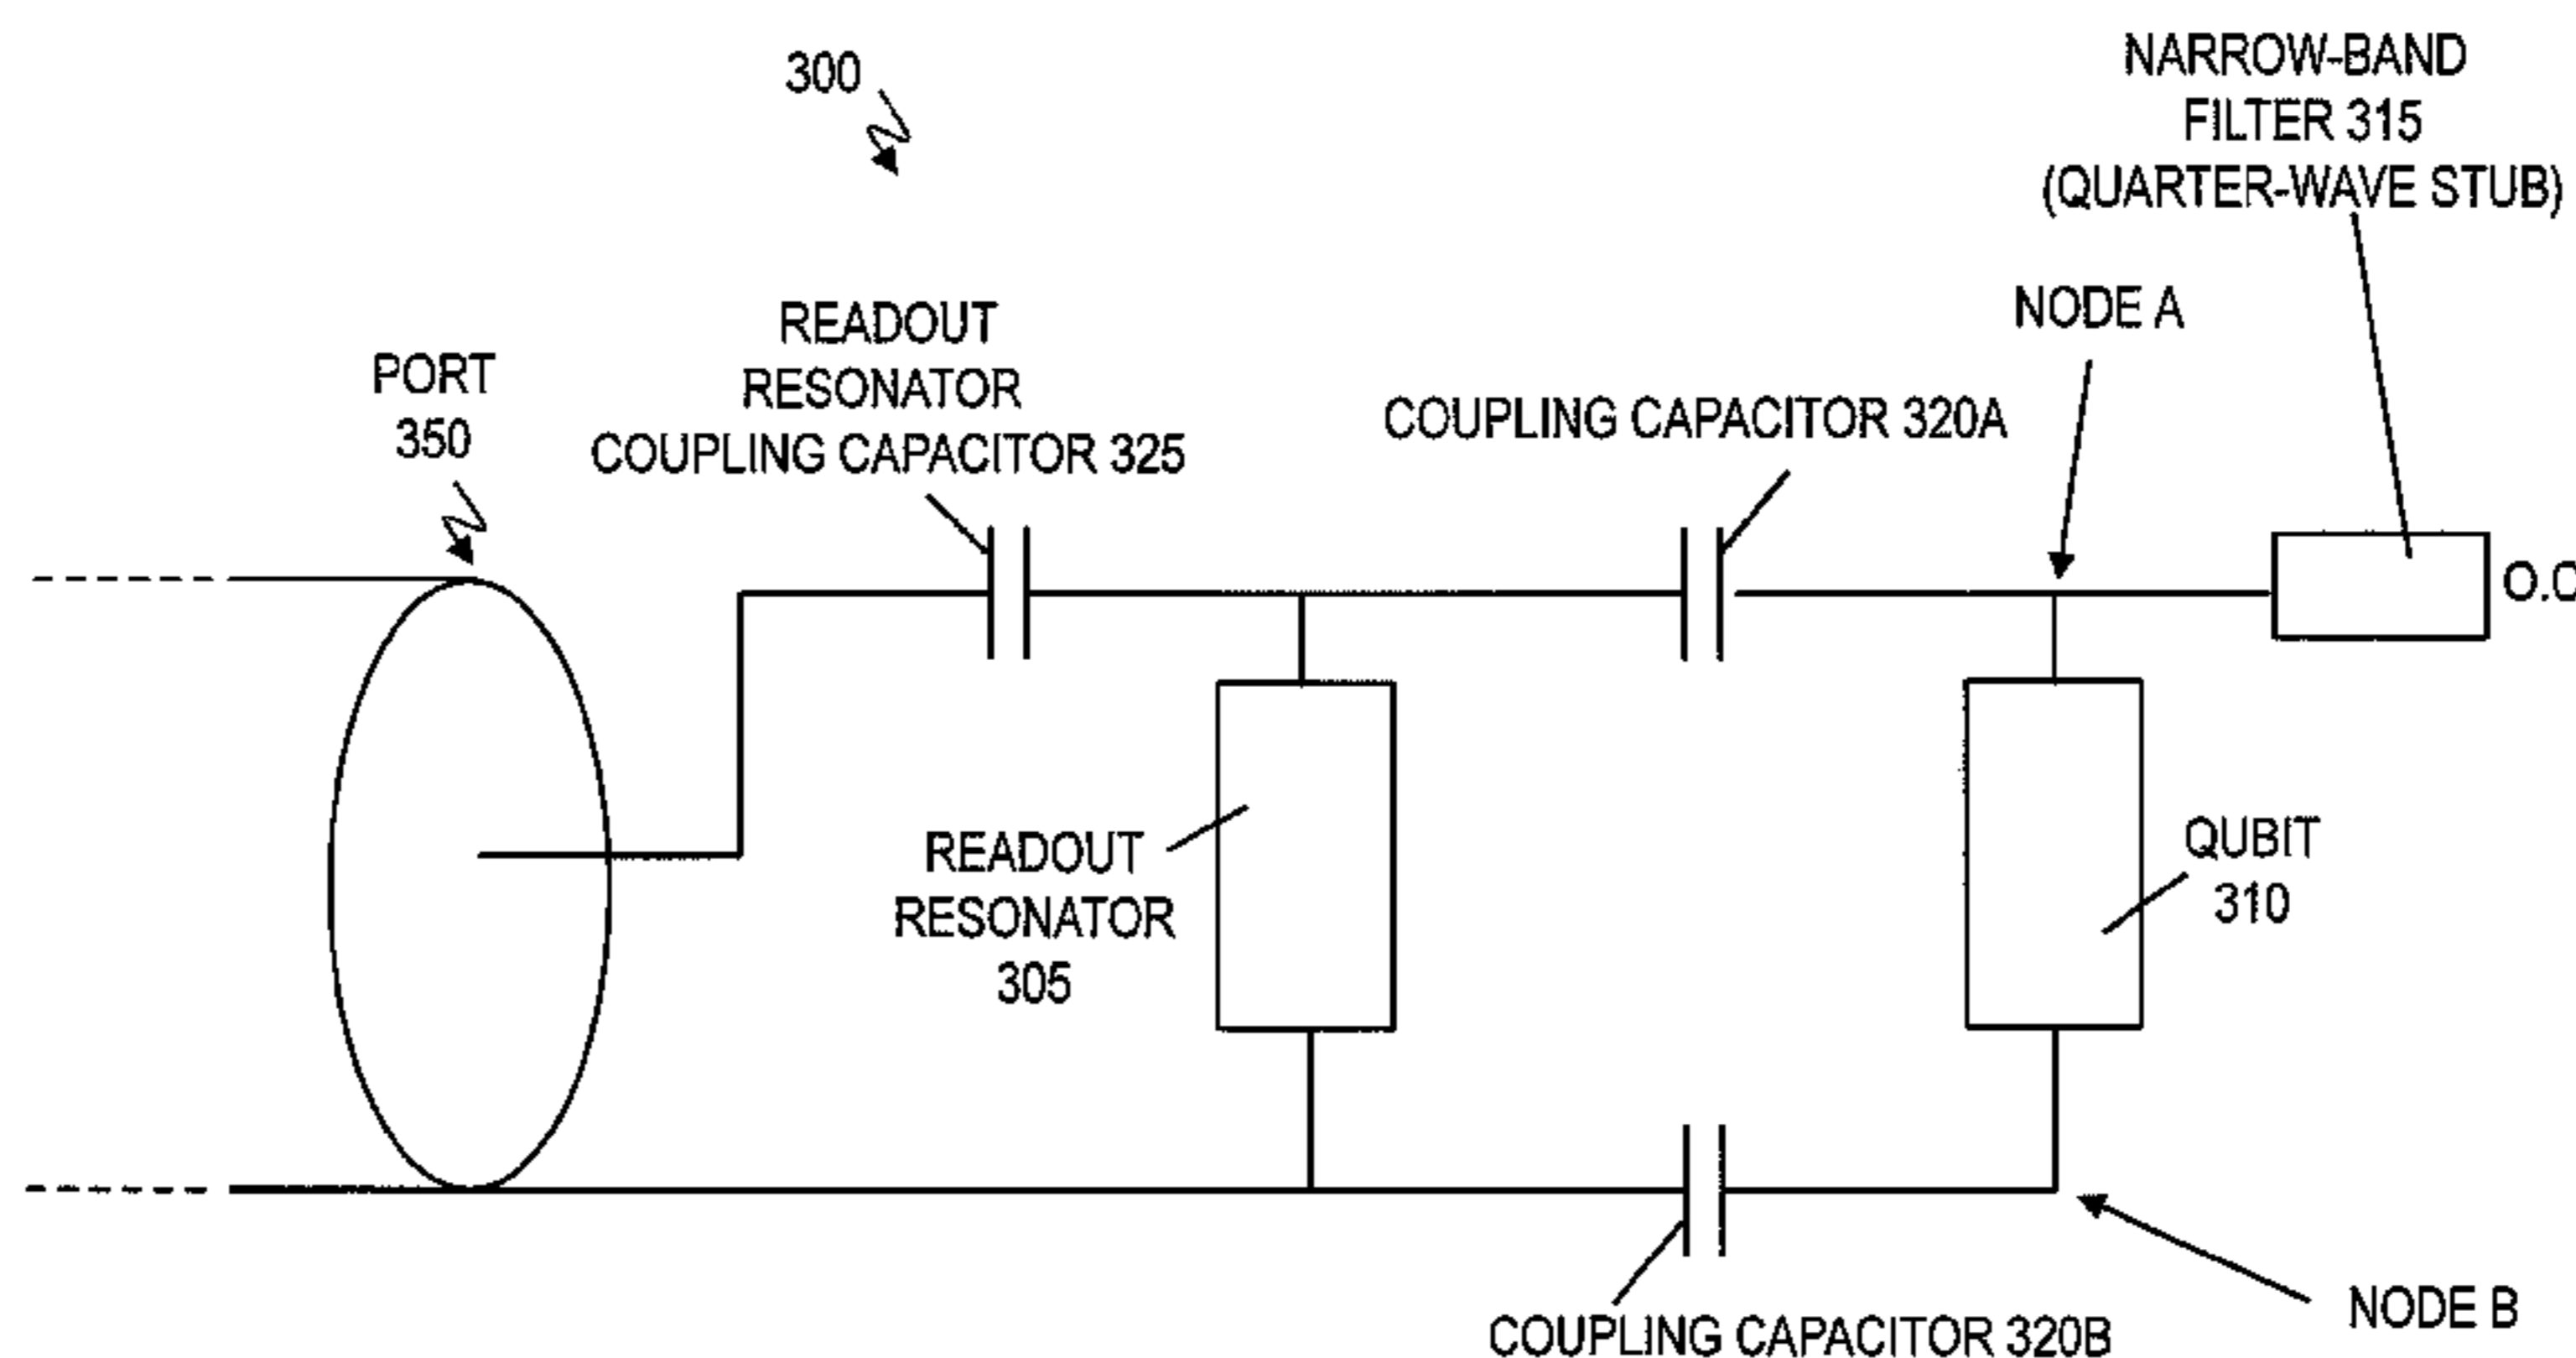 300
NARROW-BAND
FILTER 315
(QUARTER-WAVE STUB)
NODE A
PORT
350
READOUT
RESONATOR
COUPLING CAPACITOR 325
COUPLING CAPACITOR 320A
O.C
READOUT
RESONATOR
305
QUBIT
310
COUPLING CAPACITOR 320B
NODE B